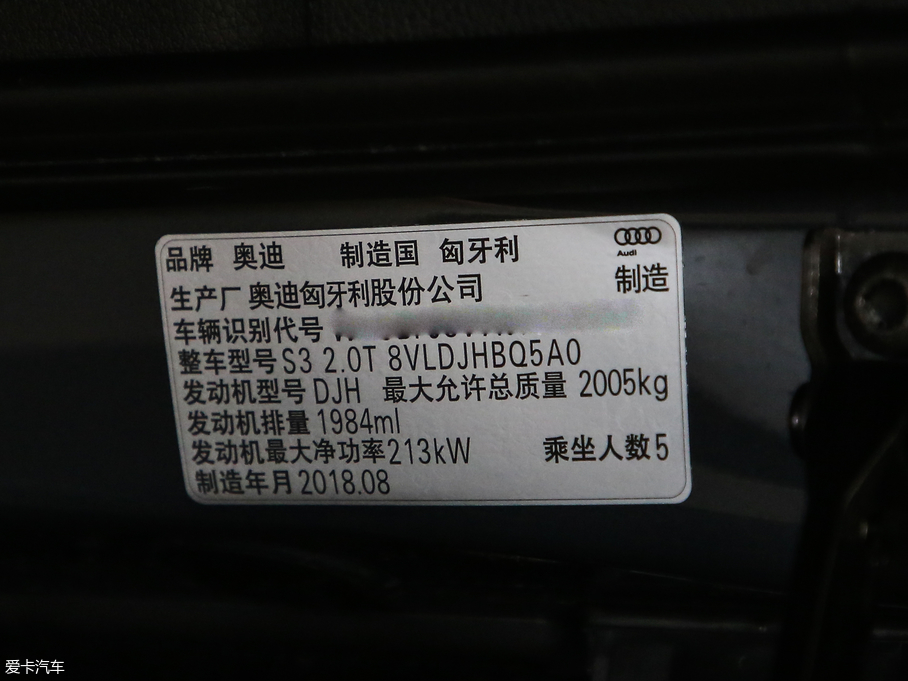 品牌 奥迪 制造国 匈牙利
Audi
生产厂 奥迪匈牙利股份公司 制造
车辆识别代号
整车型号 S3 2.0T 8VLDJHBQ5A0
发动机型号 DJH 最大允许总质量 2005kg
发动机排量 1984ml
发动机最大净功率 213kW 乘坐人数 5
制造年月 2018.08
爱卡汽车